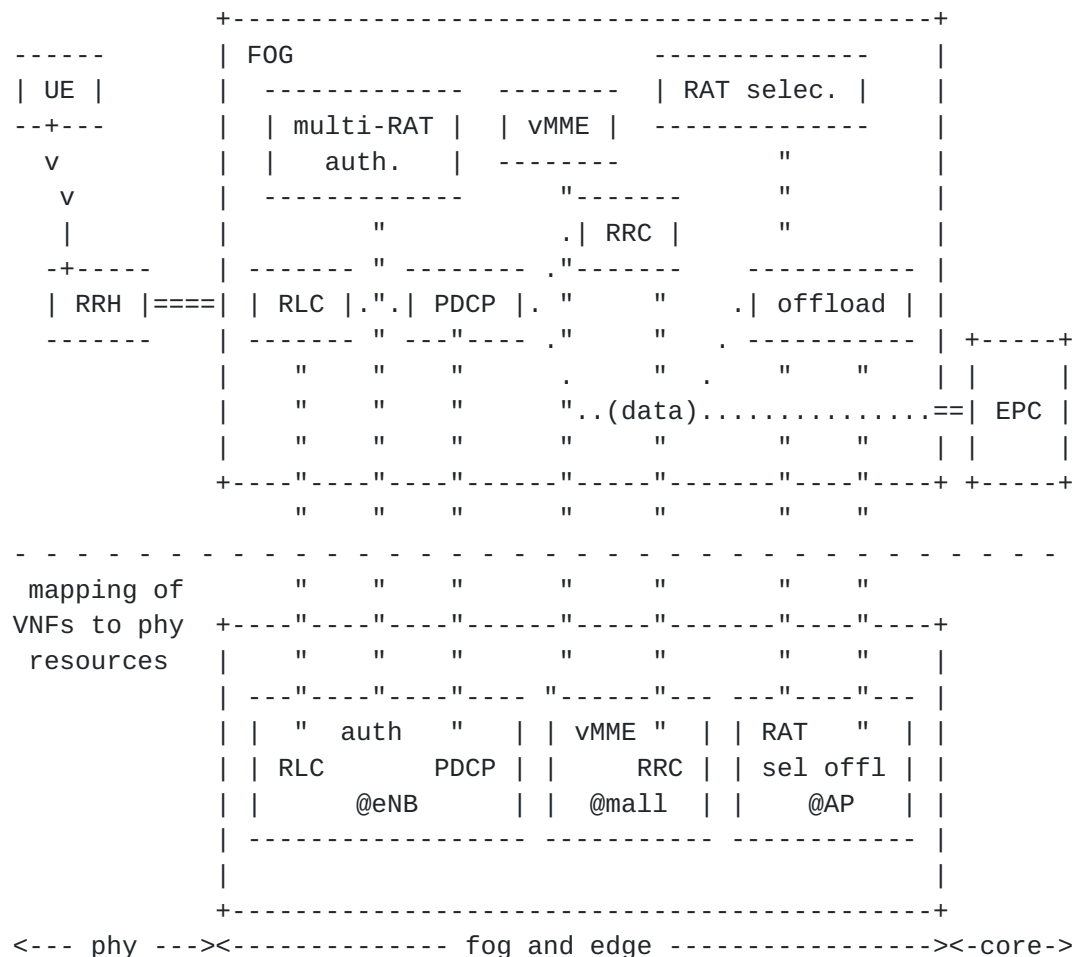 FOG
UE
RAT selec.
multi-RAT vMME
auth.
RRC
RRH ==== RLC PDCP offload
(data) == EPC
mapping of
VNFs to phy
resources
auth vMME RAT
RLC PDCP RRC sel offl
@eNB @mall @AP
<--- phy ---><-------------- fog and edge -----------------><-core->